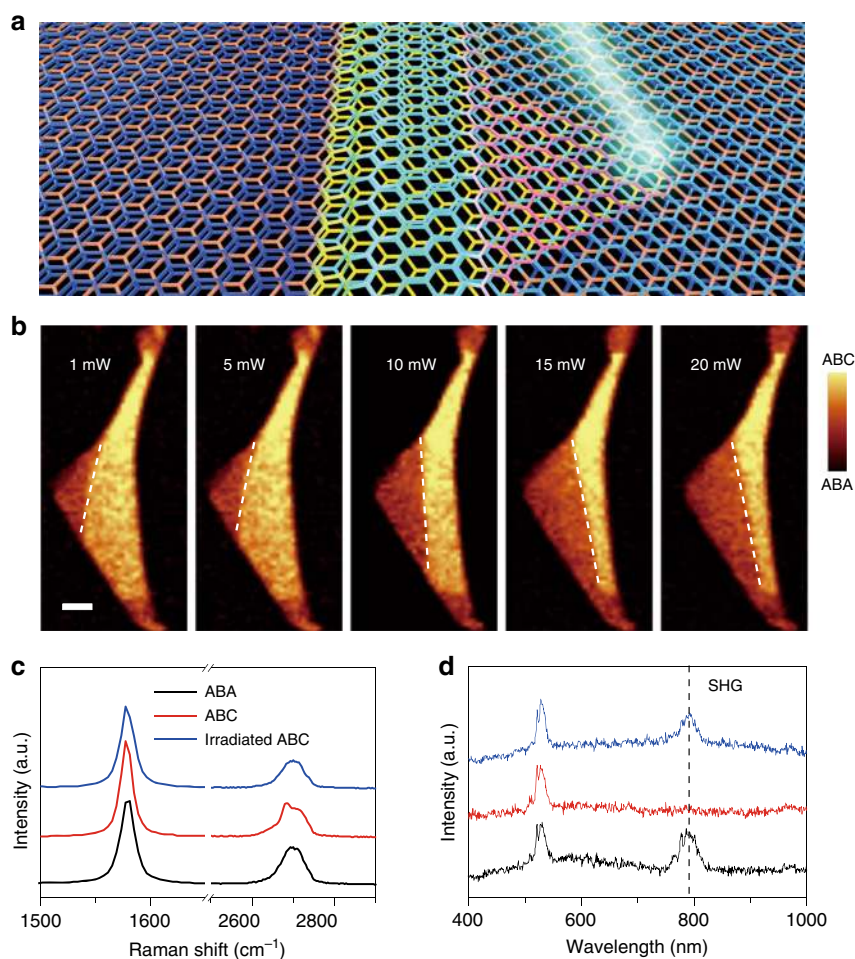 a
b
1 mW 5 mW 10 mW 15 mW 20 mW
ABC
ABA
c
ABA
ABC
Irradiated ABC
Intensity (a.u.)
1500 1600 2600 2800
Raman shift (cm⁻¹)
d
SHG
Intensity (a.u.)
400 600 800 1000
Wavelength (nm)